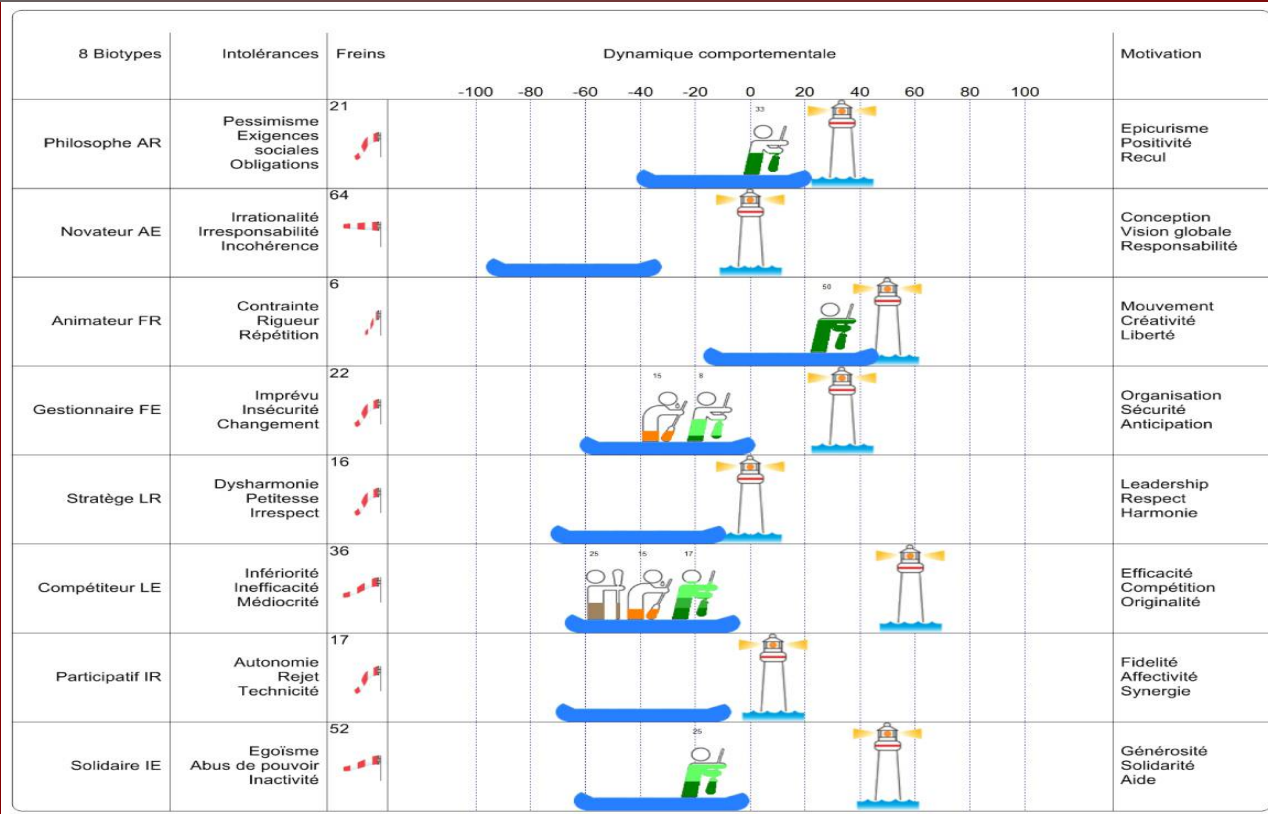 8 Biotypes Intolérances Freins Dynamique comportementale Motivation
-100 -80 -60 -40 -20 0 20 40 60 80 100
21
33
Philosophe AR
Pessimisme
Exigences
sociales
Obligations
Epicurisme
Positivité
Recul
64
Novateur AE
Irrationalité
Irresponsabilité
Incohérence
Conception
Vision globale
Responsabilité
6
50
Animateur FR
Contrainte
Rigueur
Répétition
Mouvement
Créativité
Liberté
22
15 8
Gestionnaire FE
Imprévu
Insécurité
Changement
Organisation
Sécurité
Anticipation
16
Stratège LR
Dysharmonie
Petitesse
Irrespect
Leadership
Respect
Harmonie
36
25 15 17
Compétiteur LE
Infériorité
Inefficacité
Médiocrité
Efficacité
Compétition
Originalité
17
Participatif IR
Autonomie
Rejet
Technicité
Fidelité
Affectivité
Synergie
52
25
Solidaire IE
Egoïsme
Abus de pouvoir
Inactivité
Générosité
Solidarité
Aide